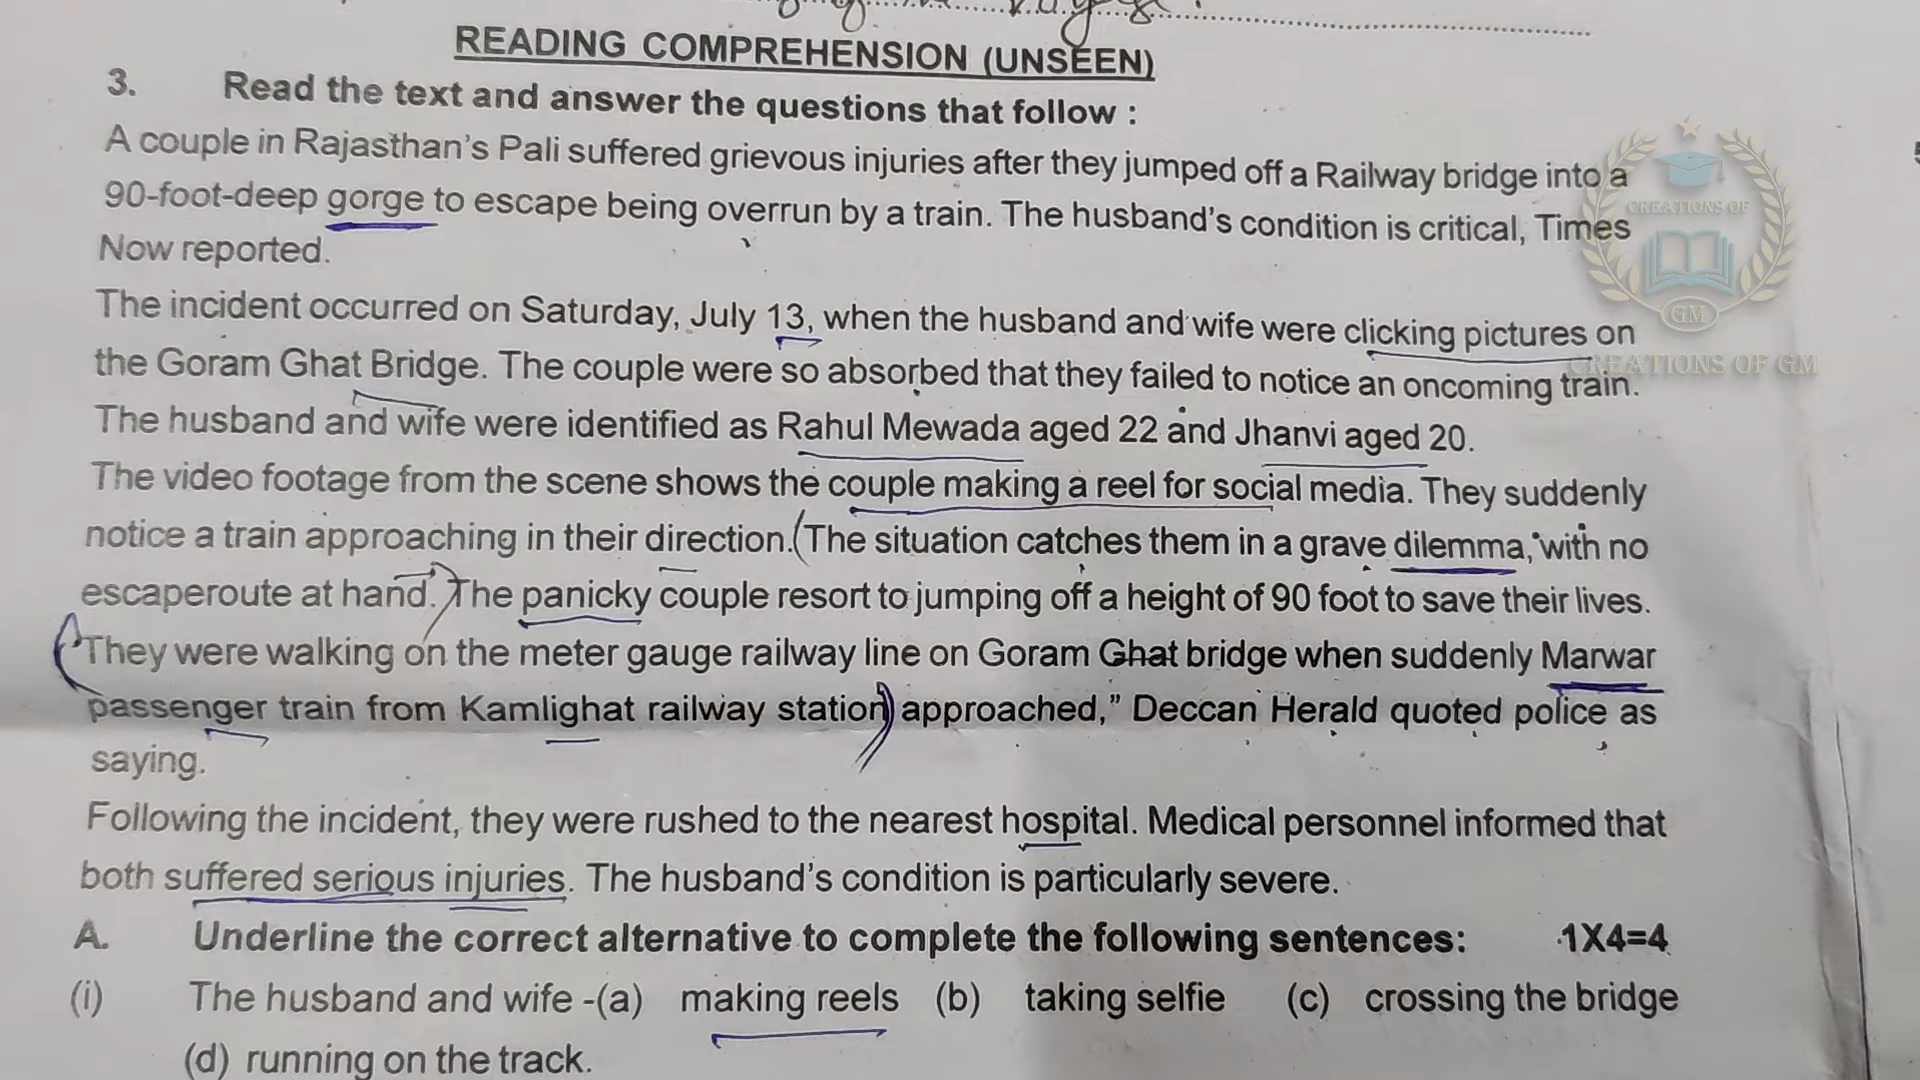 READING COMPREHENSION (UNSEEN)
3. Read the text and answer the questions that follow :
A couple in Rajasthan's Pali suffered grievous injuries after they jumped off a Railway bridge into a
90-foot-deep gorge to escape being overrun by a train. The husband's condition is critical, Times
Now reported.
The incident occurred on Saturday, July 13, when the husband and wife were clicking pictures on
the Goram Ghat Bridge. The couple were so absorbed that they failed to notice an oncoming train.
The husband and wife were identified as Rahul Mewada aged 22 and Jhanvi aged 20.
The video footage from the scene shows the couple making a reel for social media. They suddenly
notice a train approaching in their direction. The situation catches them in a grave dilemma, with no
escaperoute at hand. The panicky couple resort to jumping off a height of 90 foot to save their lives.
"They were walking on the meter gauge railway line on Goram Ghat bridge when suddenly Marwar
passenger train from Kamlighat railway station approached," Deccan Herald quoted police as
saying.
Following the incident, they were rushed to the nearest hospital. Medical personnel informed that
both suffered serious injuries. The husband's condition is particularly severe.
A. Underline the correct alternative to complete the following sentences: 1X4=4
(i) The husband and wife -(a) making reels (b) taking selfie (c) crossing the bridge
(d) running on the track.
CREATIONS OF
GM
CREATIONS OF GM